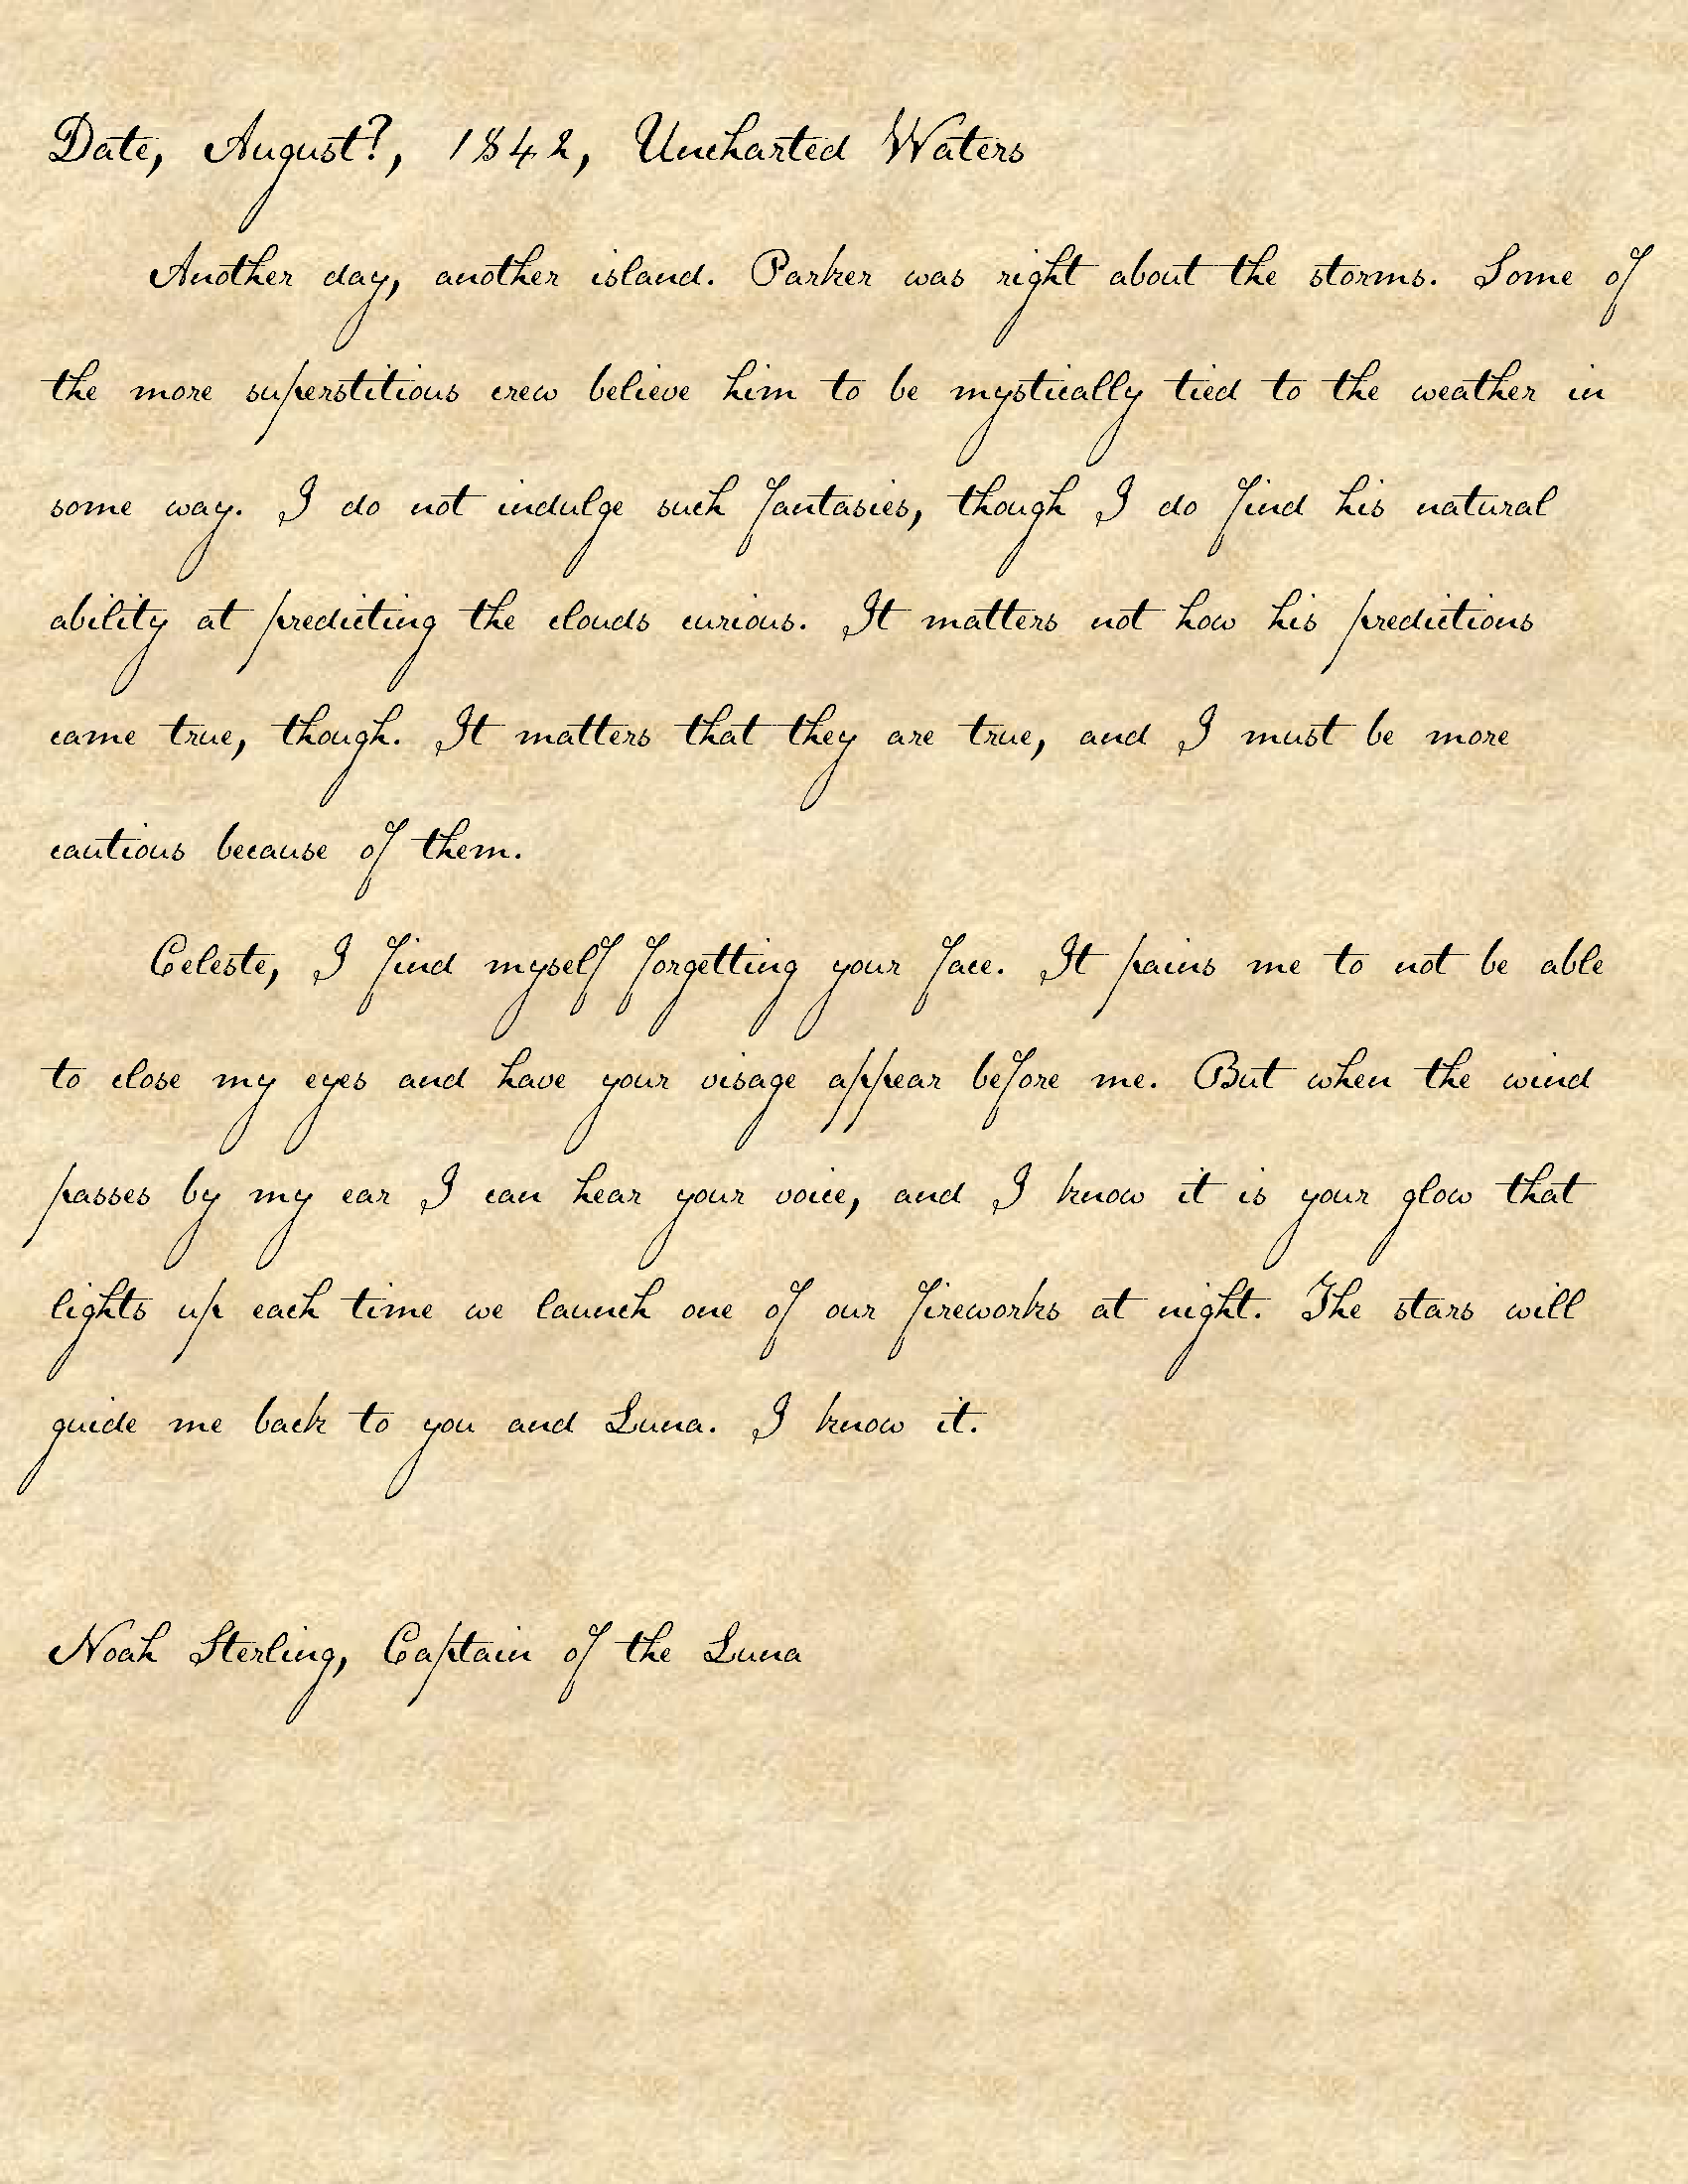 Date, August?, 1842, Uncharted Waters
Another day, another island. Parker was right about the storms. Some of
the more superstitious crew believe him to be mystically tied to the weather in
some way. I do not indulge such fantasies, though I do find his natural
ability at predicting the clouds curious. It matters not how his predictions
came true, though. It matters that they are true, and I must be more
cautious because of them.
Celeste, I find myself forgetting your face. It pains me to not be able
to close my eyes and have your visage appear before me. But when the wind
passes by my ear I can hear your voice, and I know it is your glow that
lights up each time we launch one of our fireworks at night. The stars will
guide me back to you and Luna. I know it.
Noah Sterling, Captain of the Luna